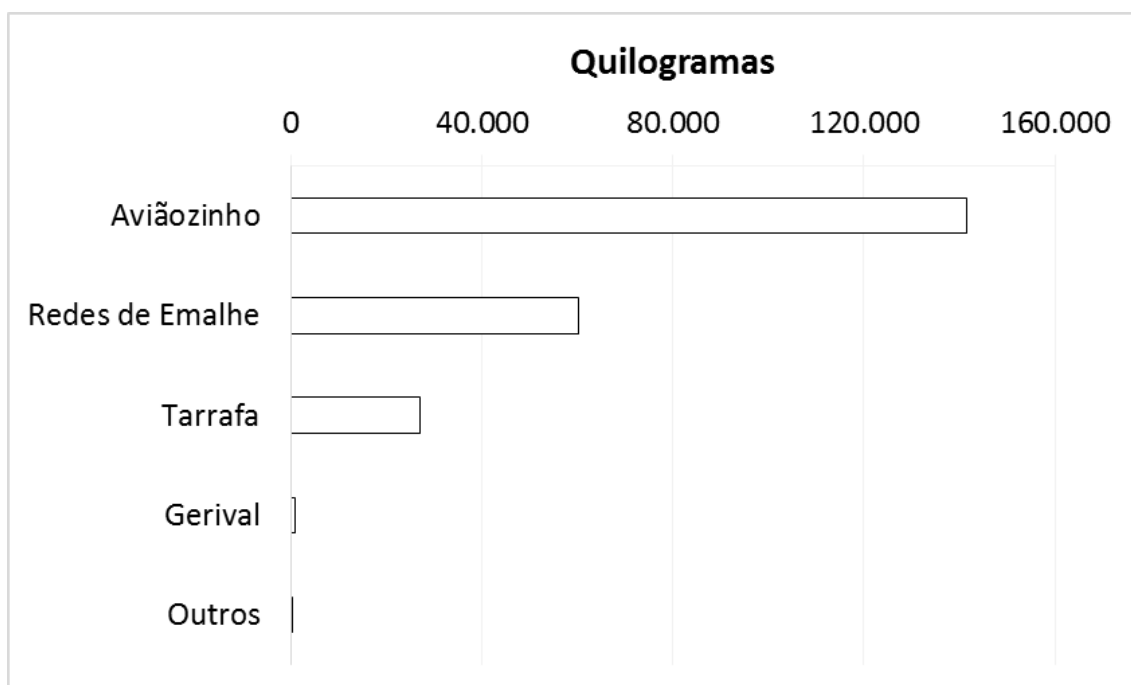 Quilogramas
0 40.000 80.000 120.000 160.000
Aviãozinho
Redes de Emalhe
Tarrafa
Gerival
Outros